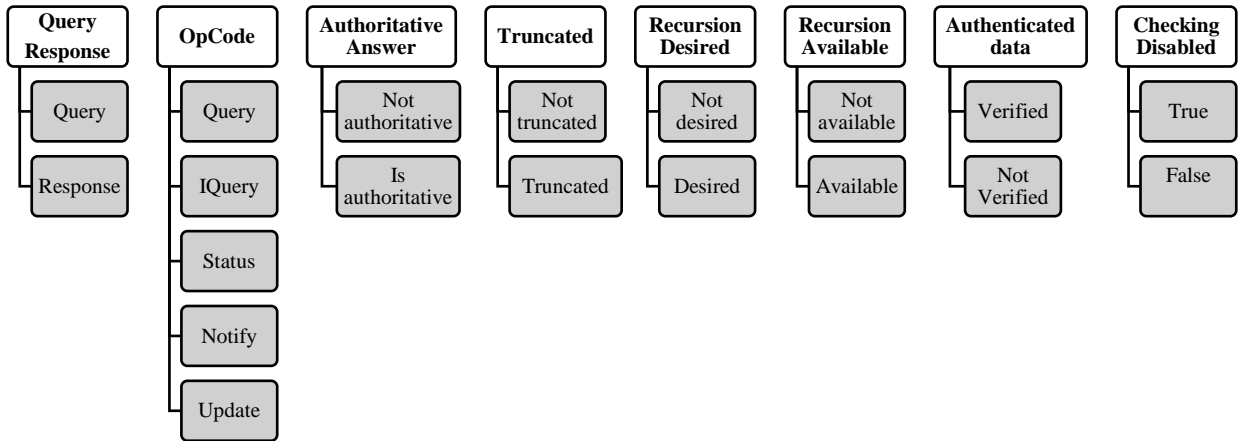 Query
Response
Query
Response
OpCode
Query
IQuery
Status
Notify
Update
Authoritative
Answer
Not
authoritative
Is
authoritative
Truncated
Not
truncated
Truncated
Recursion
Desired
Not
desired
Desired
Recursion
Available
Not
available
Available
Authenticated
data
Verified
Not
Verified
Checking
Disabled
True
False